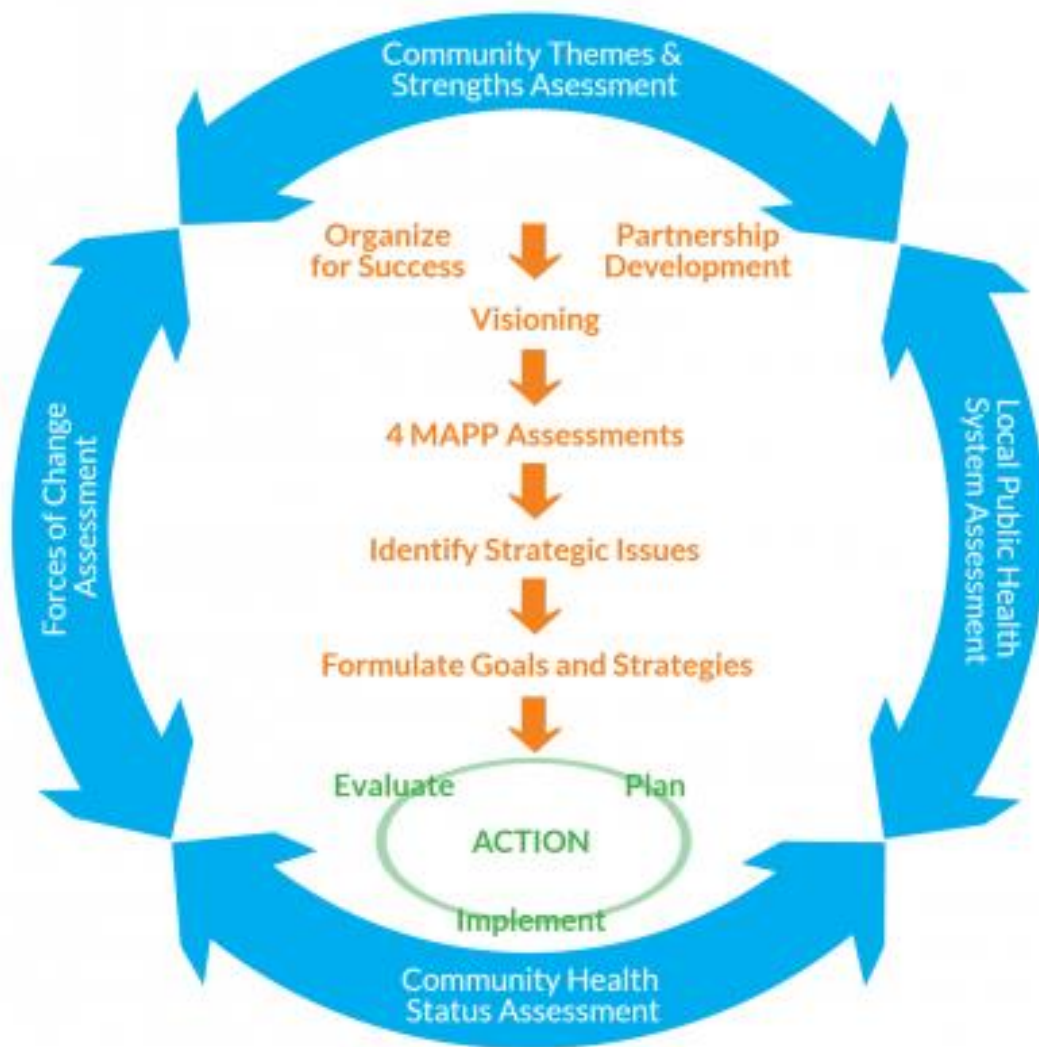 Community Themes &
Strengths Asessment
Organize
for Success
Partnership
Development
Visioning
4 MAPP Assessments
Identify Strategic Issues
Formulate Goals and Strategies
Forces of Change
Assessment
Local Public Health
System Assessment
Evaluate
Plan
ACTION
Implement
Community Health
Status Assessment